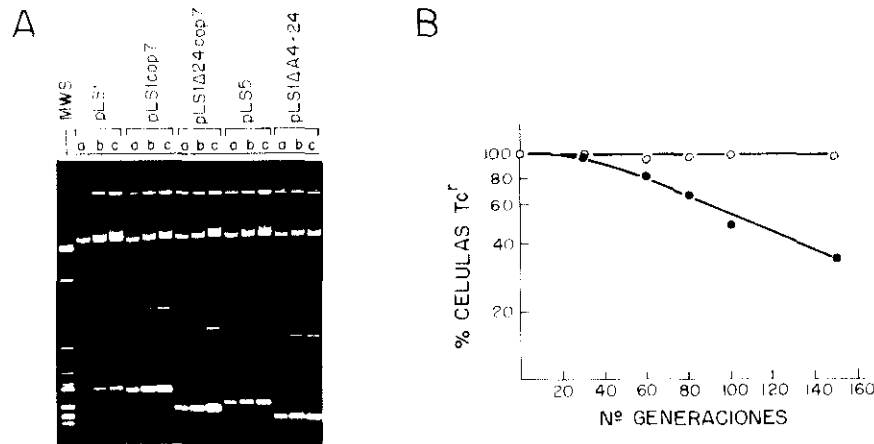 A
MWS
pLS1
pLS1cop7
pLS1Δ24cop7
pLS5
pLS1ΔA4-24
a b c a b c a b c a b c a b c
B
% CELULAS Tcʳ
100
80
60
40
20
20 40 60 80 100 120 140 160
Nº GENERACIONES